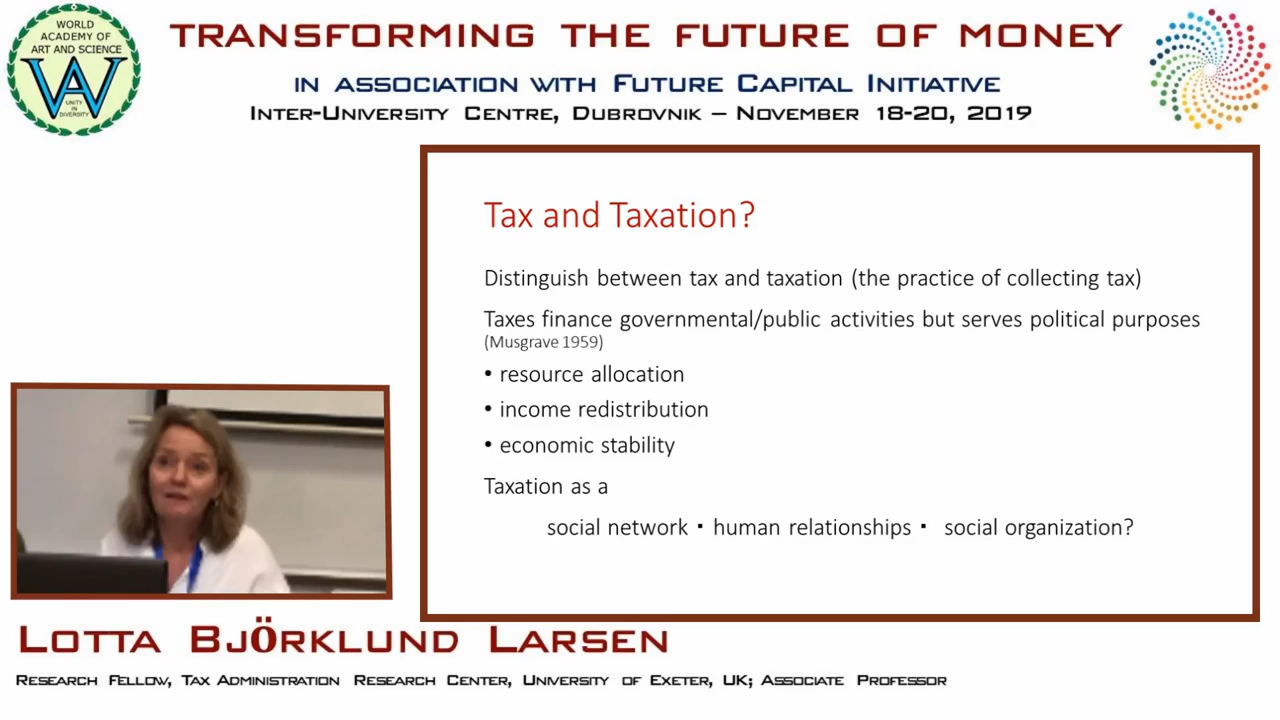 WORLD
ACADEMY OF
ART AND SCIENCE
WA
UNITY
IN
DIVERSITY
TRANSFORMING THE FUTURE OF MONEY
IN ASSOCIATION WITH FUTURE CAPITAL INITIATIVE
INTER-UNIVERSITY CENTRE, DUBROVNIK – NOVEMBER 18-20, 2019
Tax and Taxation?
Distinguish between tax and taxation (the practice of collecting tax)
Taxes finance governmental/public activities but serves political purposes
(Musgrave 1959)
• resource allocation
• income redistribution
• economic stability
Taxation as a
social network ▪ human relationships ▪ social organization?
LOTTA BJÖRKLUND LARSEN
RESEARCH FELLOW, TAX ADMINISTRATION RESEARCH CENTER, UNIVERSITY OF EXETER, UK; ASSOCIATE PROFESSOR